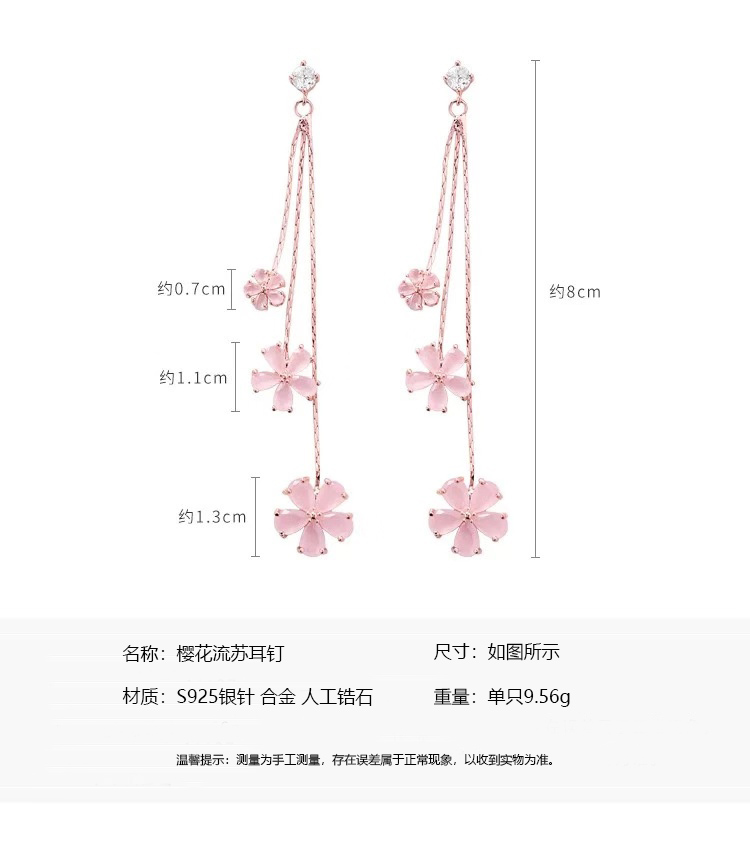 约0.7cm
约8cm
约1.1cm
约1.3cm
名称：樱花流苏耳钉
尺寸：如图所示
材质：S925银针 合金 人工锆石
重量：单只9.56g
温馨提示：测量为手工测量，存在误差属于正常现象，以收到实物为准。